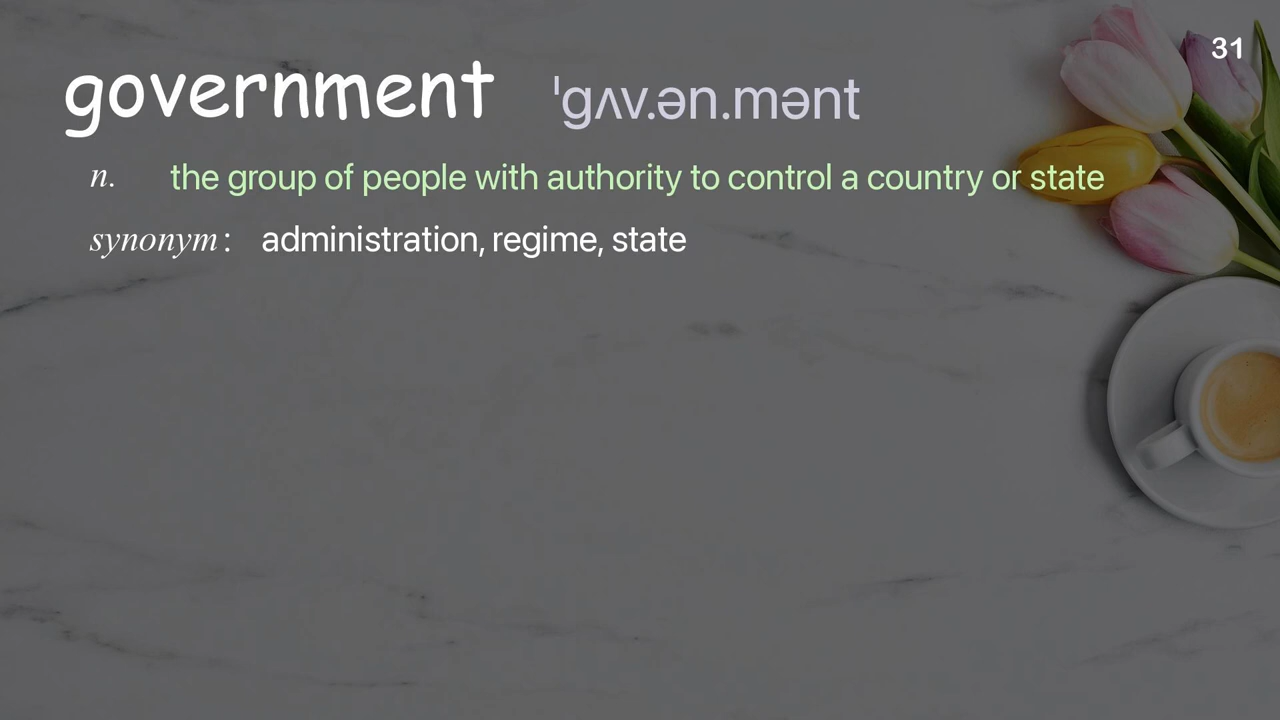 31
government ˈɡʌv.ən.mənt
n. the group of people with authority to control a country or state
synonym : administration, regime, state